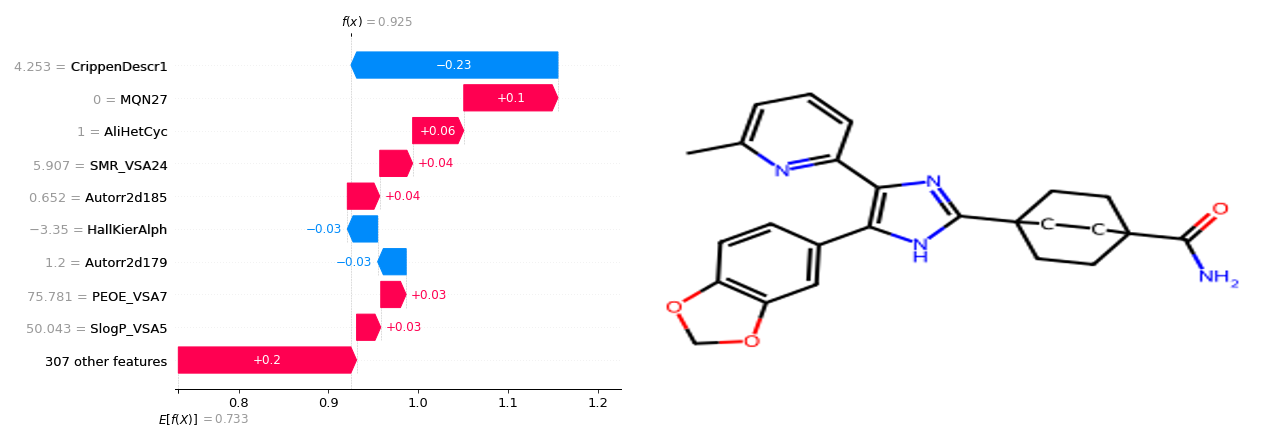 f(x) = 0.925
4.253 = CrippenDescr1
−0.23
0 = MQN27
+0.1
1 = AliHetCyc
+0.06
5.907 = SMR_VSA24
+0.04
0.652 = Autorr2d185
+0.04
−3.35 = HallKierAlph
−0.03
1.2 = Autorr2d179
−0.03
75.781 = PEOE_VSA7
+0.03
50.043 = SlogP_VSA5
+0.03
307 other features
+0.2
0.8 0.9 1.0 1.1 1.2
E[f(X)] = 0.733
N
N
N
H
C C
O
NH₂
O
O